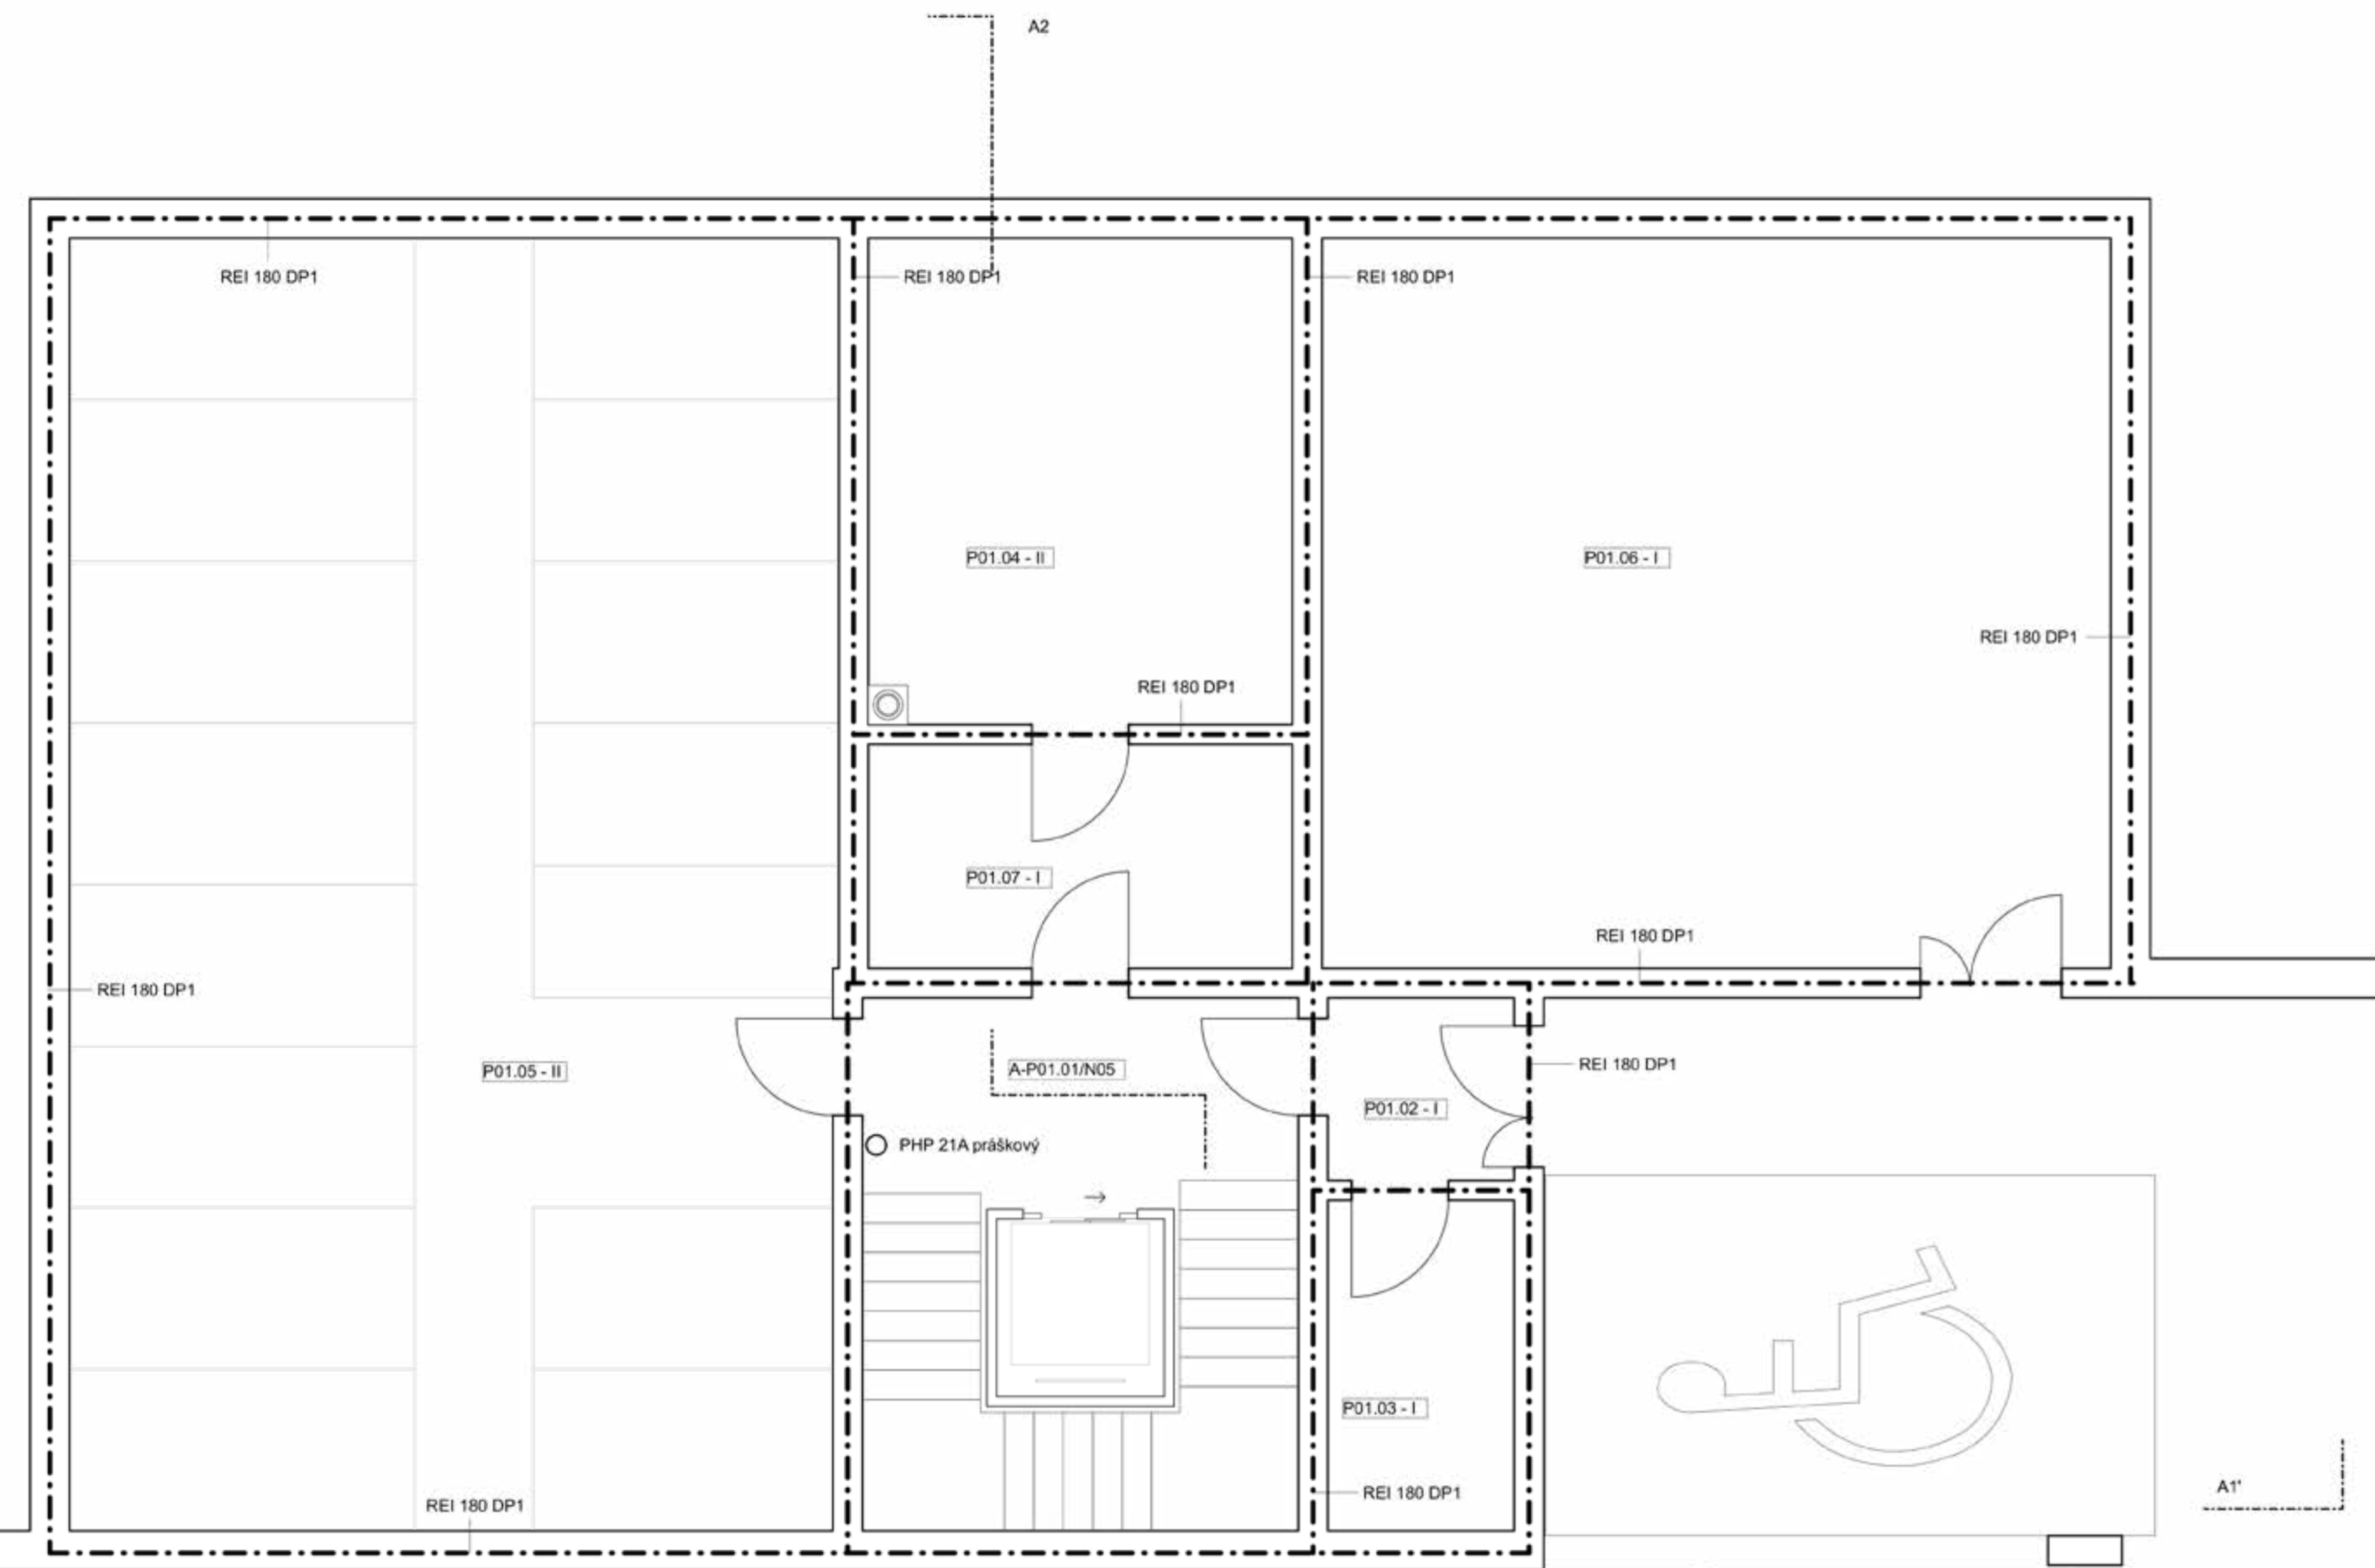 A2
REI 180 DP1
REI 180 DP1
REI 180 DP1
P01.04 - II
P01.06 - I
REI 180 DP1
REI 180 DP1
P01.07 - I
REI 180 DP1
REI 180 DP1
P01.05 - II
A-P01.01/N05
REI 180 DP1
P01.02 - I
PHP 21A práškový
P01.03 - I
A1'
REI 180 DP1
REI 180 DP1